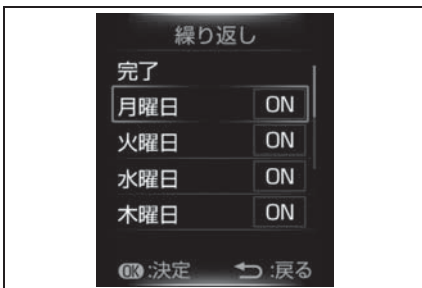 繰り返し
完了
月曜日 ON
火曜日 ON
水曜日 ON
木曜日 ON
OK :決定 :戻る